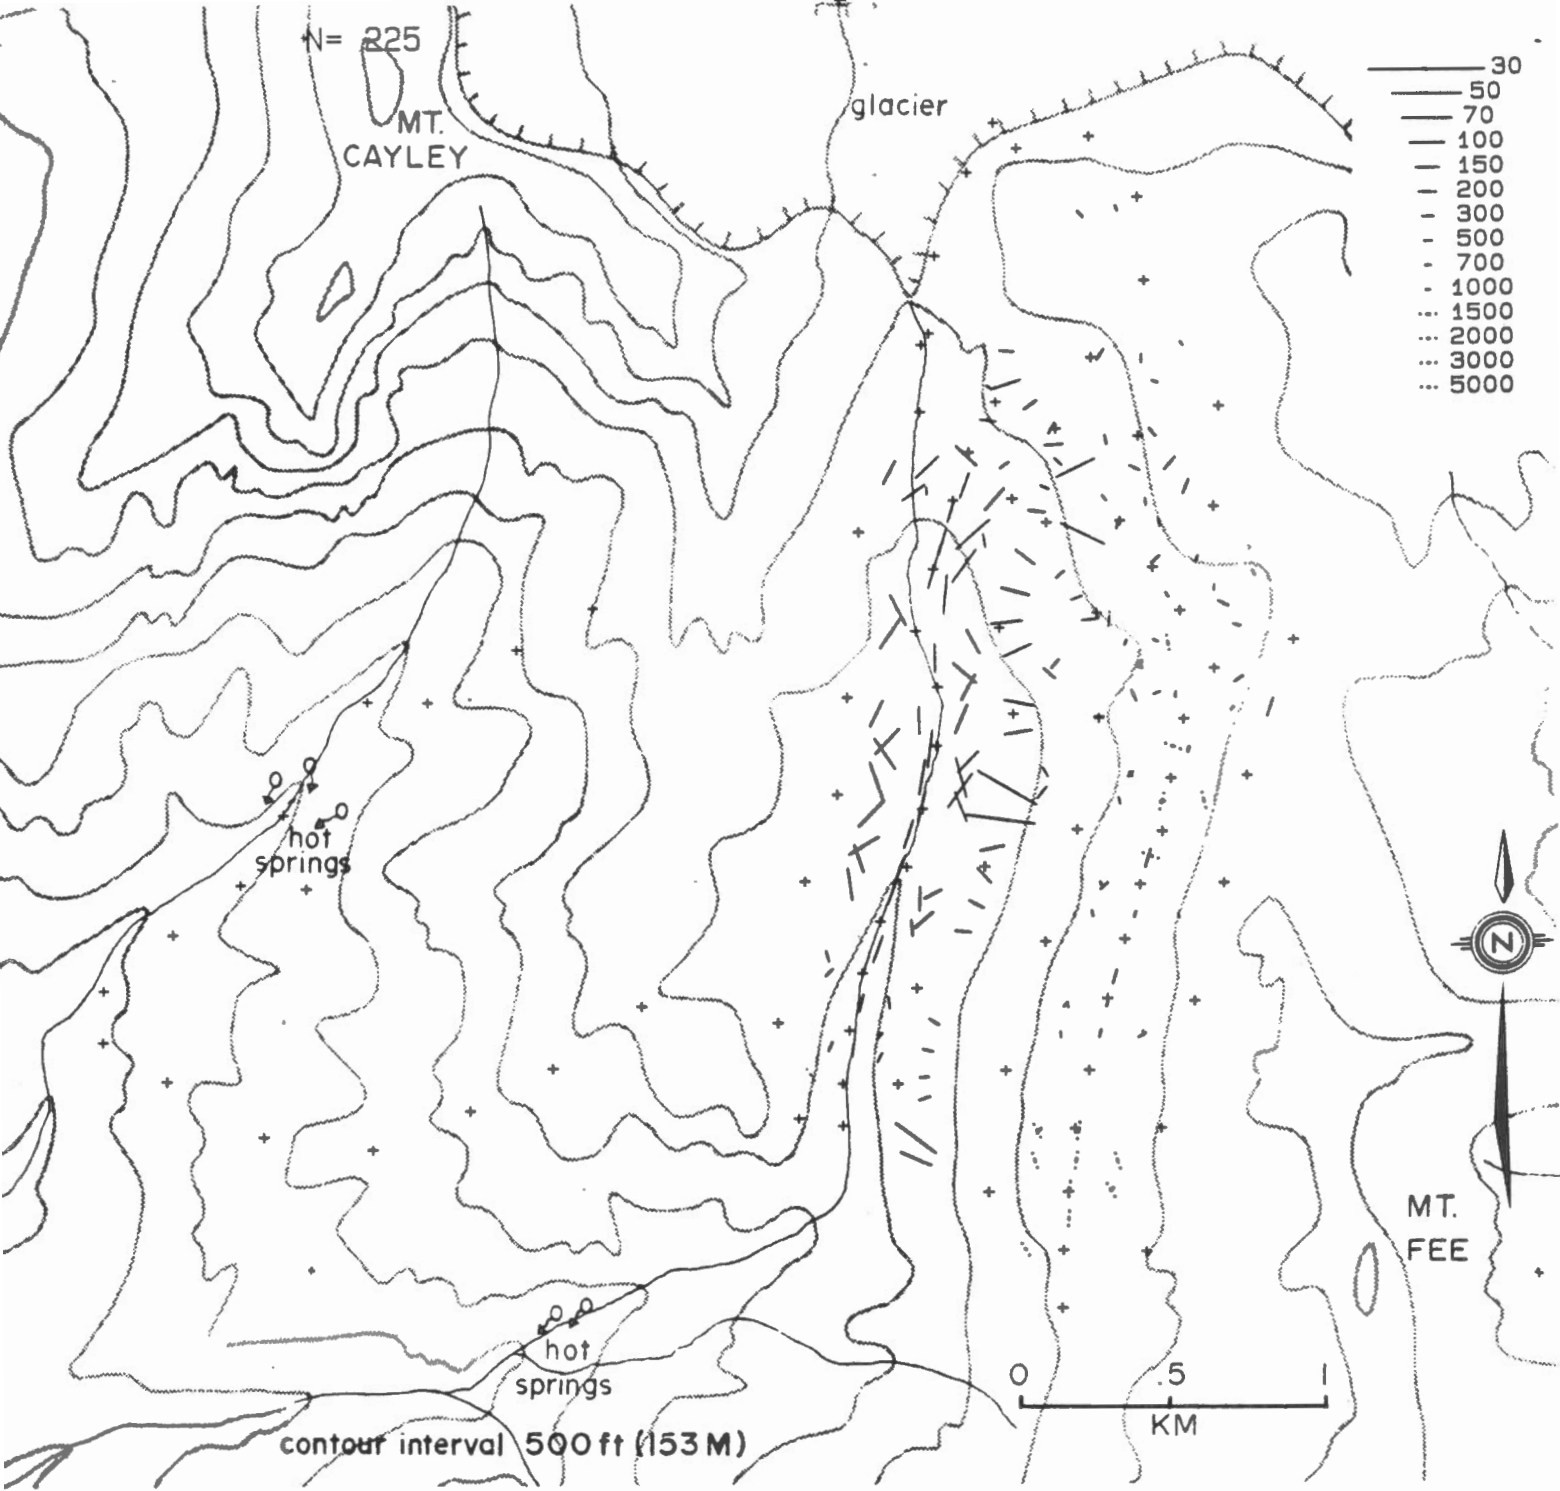 N= 225
MT.
CAYLEY
glacier
30
50
70
100
150
200
300
500
700
1000
1500
2000
3000
5000
hot
springs
N
MT.
FEE
hot
springs
0 .5 1
KM
contour interval 500 ft (153 M)